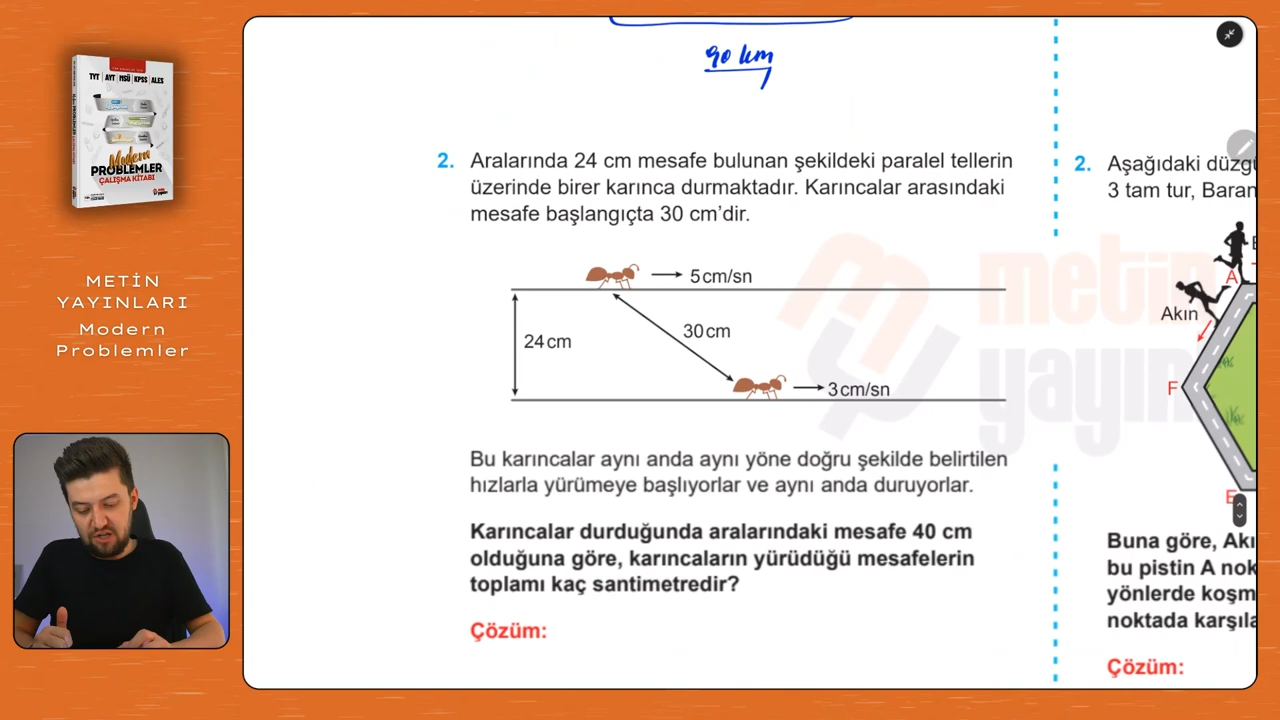 TYT | AYT | MSÜ | KPSS | ALES
Modern
PROBLEMLER
ÇALIŞMA KİTABI
METİN
YAYINLARI
Modern
Problemler
90 km
2. Aralarında 24 cm mesafe bulunan şekildeki paralel tellerin
üzerinde birer karınca durmaktadır. Karıncalar arasındaki
mesafe başlangıçta 30 cm'dir.
5 cm/sn
24 cm
30 cm
3 cm/sn
Bu karıncalar aynı anda aynı yöne doğru şekilde belirtilen
hızlarla yürümeye başlıyorlar ve aynı anda duruyorlar.
Karıncalar durduğunda aralarındaki mesafe 40 cm
olduğuna göre, karıncaların yürüdüğü mesafelerin
toplamı kaç santimetredir?
Çözüm:
2. Aşağıdaki düzgü
3 tam tur, Baran
A
Akın
F
E
Buna göre, Akı
bu pistin A nok
yönlerde koşm
noktada karşıla
Çözüm:
metin
yayın